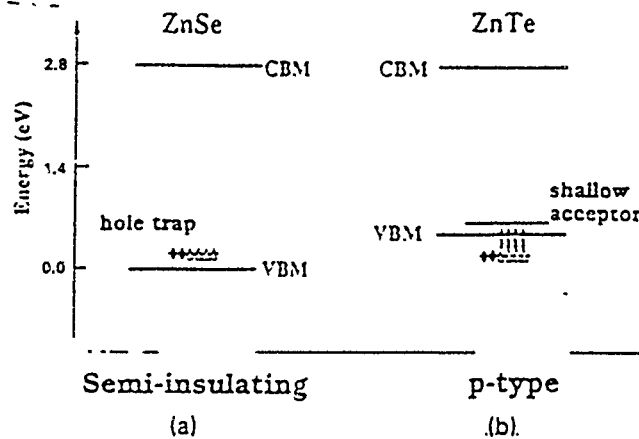 ZnSe
ZnTe
2.8
CBM
CBM
Energy (eV)
1.4
hole trap
shallow
acceptor
VBM
0.0
VBM
Semi-insulating
p-type
(a)
(b)